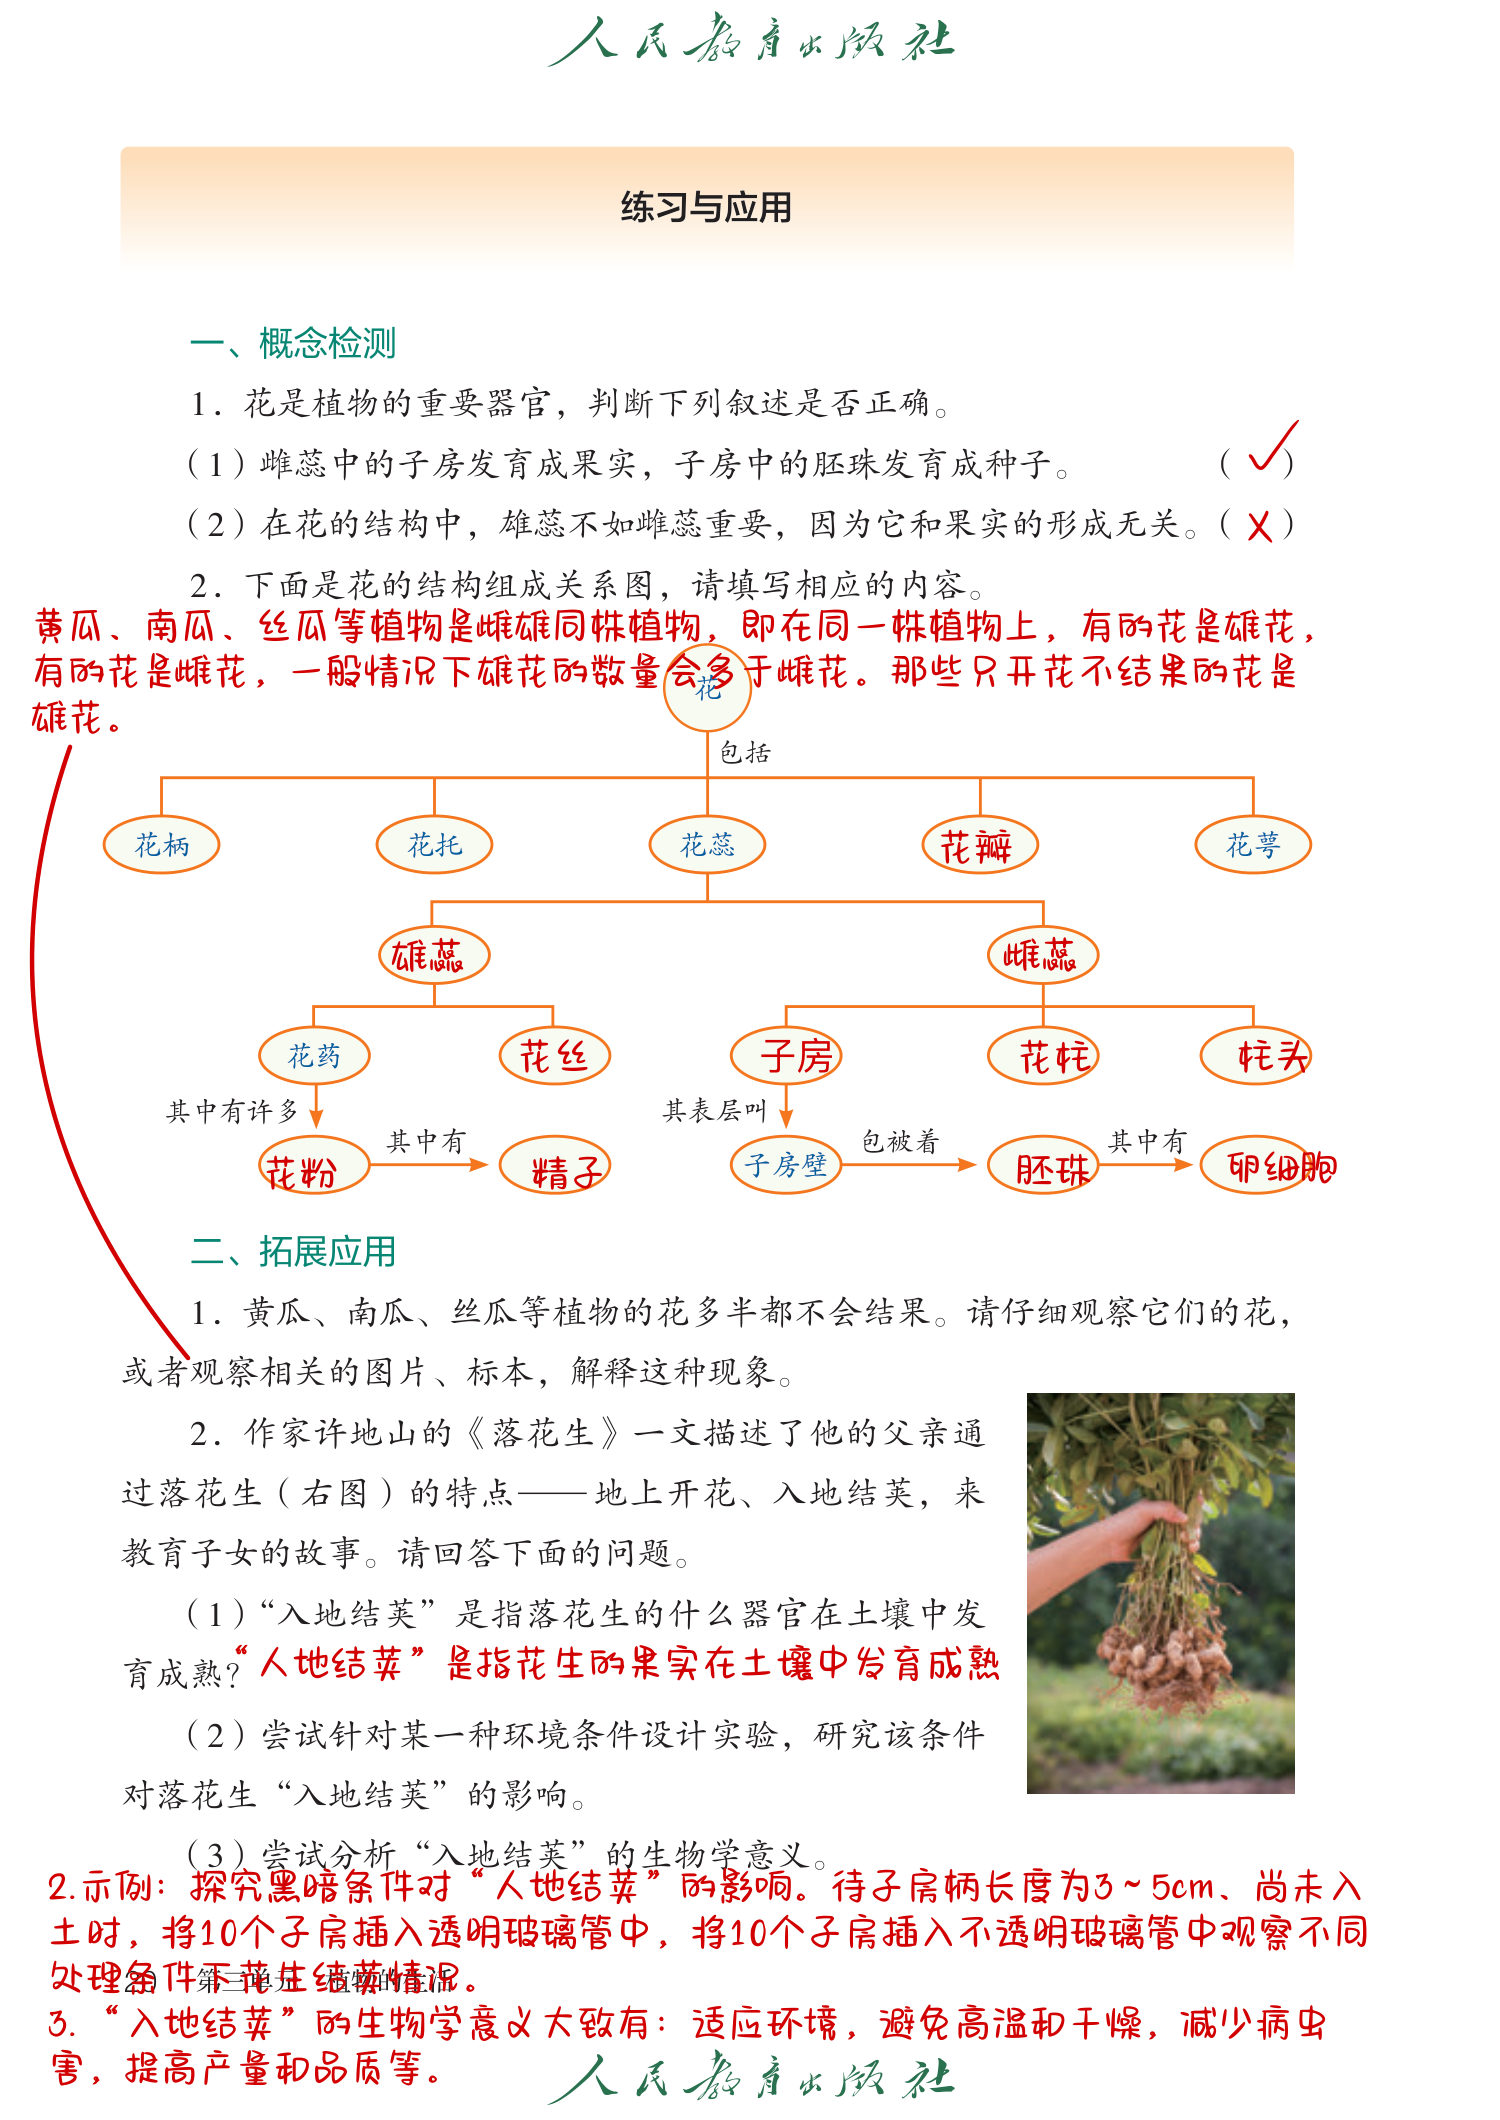 人民教育出版社
练习与应用
一、概念检测
1. 花是植物的重要器官，判断下列叙述是否正确。
（1）雌蕊中的子房发育成果实，子房中的胚珠发育成种子。 （ ✓ ）
（2）在花的结构中，雄蕊不如雌蕊重要，因为它和果实的形成无关。（ X ）
2. 下面是花的结构组成关系图，请填写相应的内容。
黄瓜、南瓜、丝瓜等植物是雌雄同株植物，即在同一株植物上，有的花是雄花，
有的花是雌花，一般情况下雄花的数量会多于雌花。那些只开花不结果的花是
雄花。
花
包括
花柄 花托 花蕊 花瓣 花萼
雄蕊 雌蕊
花药 花丝 子房 花柱 柱头
其中有许多 其表层叫
花粉 其中有 精子 子房壁 包被着 胚珠 其中有 卵细胞
二、拓展应用
1. 黄瓜、南瓜、丝瓜等植物的花多半都不会结果。请仔细观察它们的花，
或者观察相关的图片、标本，解释这种现象。
2. 作家许地山的《落花生》一文描述了他的父亲通
过落花生（右图）的特点——地上开花、入地结荚，来
教育子女的故事。请回答下面的问题。
（1）“入地结荚”是指落花生的什么器官在土壤中发
育成熟？
“人地结荚”是指花生的果实在土壤中发育成熟
（2）尝试针对某一种环境条件设计实验，研究该条件
对落花生“入地结荚”的影响。
（3）尝试分析“入地结荚”的生物学意义。
2.示例：探究黑暗条件对“人地结荚”的影响。待子房柄长度为3~5cm、尚未入
土时，将10个子房插入透明玻璃管中，将10个子房插入不透明玻璃管中观察不同
处理条件下花生结荚情况。
120 第三单元 植物的生活
3.“入地结荚”的生物学意义大致有：适应环境，避免高温和干燥，减少病虫
害，提高产量和品质等。
人民教育出版社